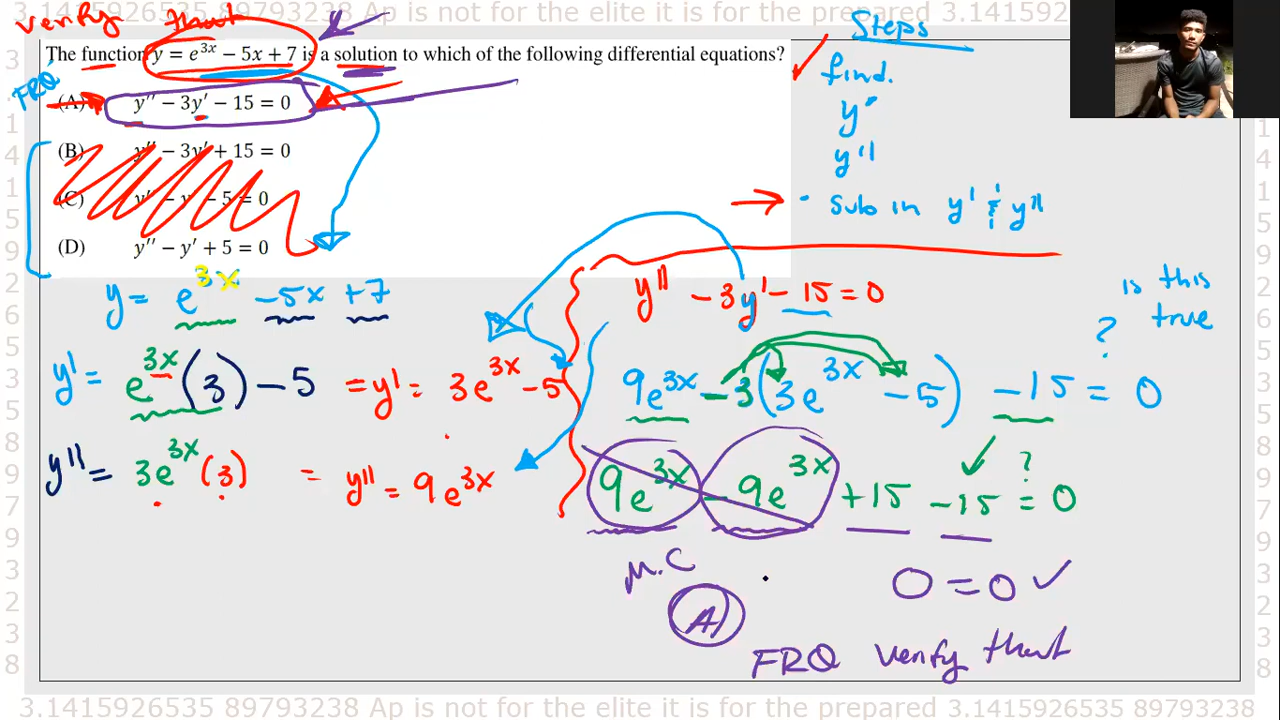 3.1415926535 89793238 Ap is not for the elite it is for the prepared 3.1415926535 89793238
verify that
The function y = e^{3x} − 5x + 7 is a solution to which of the following differential equations?
FRQ
(A) y'' − 3y' − 15 = 0
(B) y'' − 3y' + 15 = 0
(C) y'' − y' − 5 = 0
(D) y'' − y' + 5 = 0
Steps
find.
y'
y''
· Sub in y' & y''
y = e^{3x} -5x +7
y' = e^{3x} (3) - 5 = y' = 3e^{3x} - 5
y'' = 3e^{3x} (3) = y'' = 9e^{3x}
y'' - 3y' - 15 = 0
is this
true
?
9e^{3x} - 3(3e^{3x} - 5) - 15 = 0
?
9e^{3x} - 9e^{3x} + 15 - 15 = 0
M.C
A
0 = 0 ✓
FRQ verify that
3.1415926535 89793238 Ap is not for the elite it is for the prepared 3.1415926535 89793238